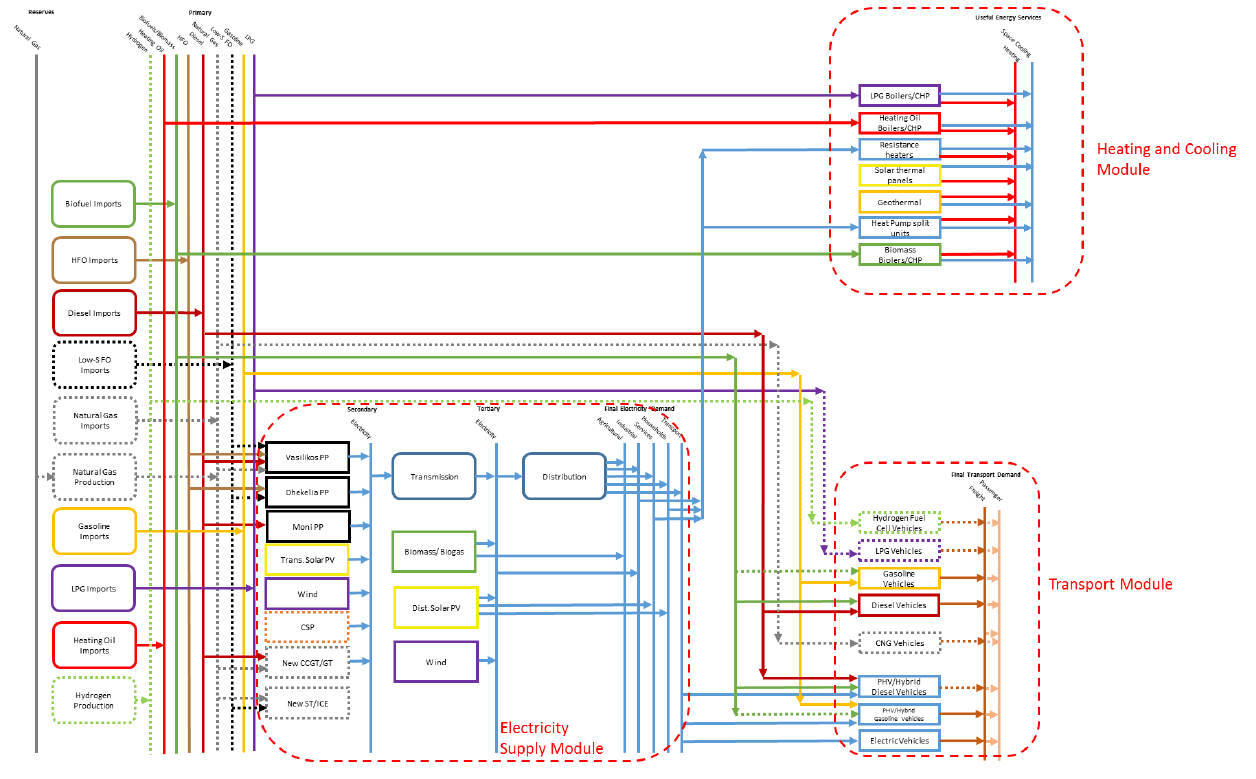 Reserves
Primary
Useful Energy Services
Natural Gas
Hydrogen
Heating Oil
Biofuels/Biomass
HFO
Diesel
Natural Gas
Low-S FO
Gasoline
LPG
Heating
Space Cooling
LPG Boilers/CHP
Heating Oil
Boilers/CHP
Resistance
heaters
Solar thermal
panels
Geothermal
Heat Pump split
units
Biomass
Biolers/CHP
Heating and Cooling
Module
Biofuel Imports
HFO Imports
Diesel Imports
Low-S FO
Imports
Natural Gas
Imports
Natural Gas
Production
Gasoline
Imports
LPG Imports
Heating Oil
Imports
Hydrogen
Production
Secondary
Tertiary
Final Electricity Demand
Electricity
Electricity
Agricultural
Industrial
Services
Households
Transport
Vasilikos PP
Dhekelia PP
Moni PP
Trans. Solar PV
Wind
CSP
New CCGT/GT
New ST/ICE
Transmission
Distribution
Biomass/ Biogas
Dist. Solar PV
Wind
Electricity
Supply Module
Final Transport Demand
Freight
Passenger
Hydrogen Fuel
Cell Vehicles
LPG Vehicles
Gasoline
Vehicles
Diesel Vehicles
CNG Vehicles
PHV/Hybrid
Diesel Vehicles
PHV/Hybrid
Gasoline vehicles
Electric Vehicles
Transport Module